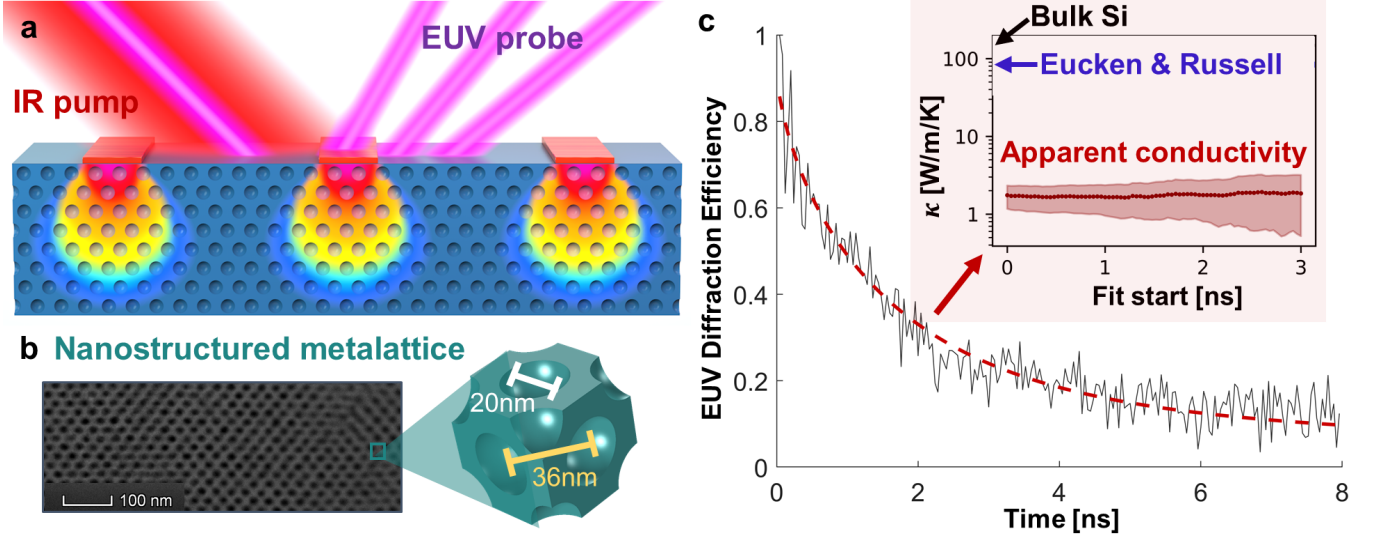 a
EUV probe
IR pump
b Nanostructured metalattice
20nm
36nm
100 nm
c
EUV Diffraction Efficiency
1
0.8
0.6
0.4
0.2
0
0 2 4 6 8
Time [ns]
Bulk Si
Eucken & Russell
Apparent conductivity
κ [W/m/K]
100
10
1
0 1 2 3
Fit start [ns]